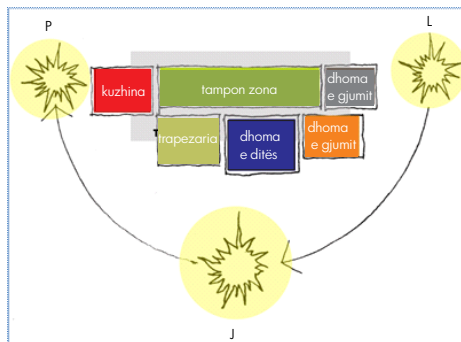 P
L
kuzhina
tampon zona
dhoma
e gjumit
trapezaria
dhoma
e ditës
dhoma
e gjumit
J